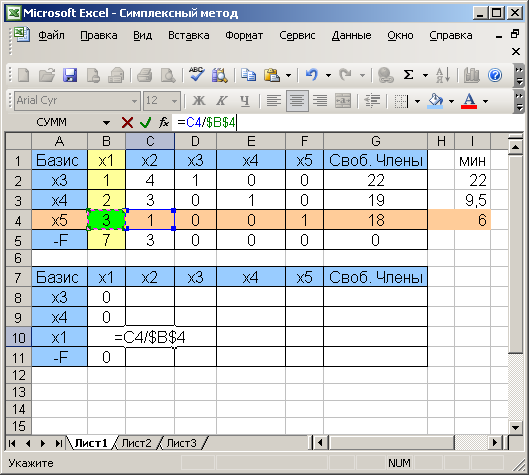 Microsoft Excel - Симплексный метод
Файл Правка Вид Вставка Формат Сервис Данные Окно Справка
Arial Cyr 12 Ж
СУММ fx =C4/$B$4
A B C D E F G H I
1 Базис x1 x2 x3 x4 x5 Своб. Члены мин
2 x3 1 4 1 0 0 22 22
3 x4 2 3 0 1 0 19 9,5
4 x5 3 1 0 0 1 18 6
5 -F 7 3 0 0 0 0
6
7 Базис x1 x2 x3 x4 x5 Своб. Члены
8 x3 0
9 x4 0
10 x1 =C4/$B$4
11 -F 0
12
13
14
15
Лист1 Лист2 Лист3
Укажите NUM